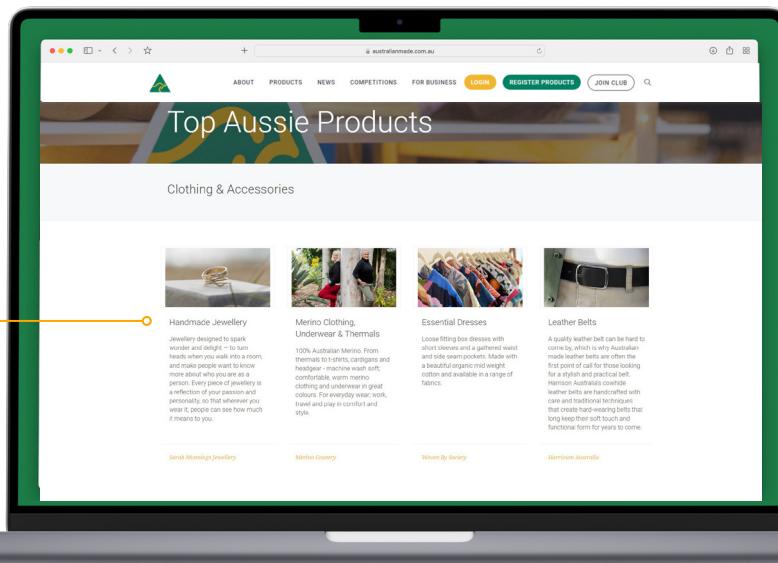 australianmade.com.au
ABOUT PRODUCTS NEWS COMPETITIONS FOR BUSINESS LOGIN REGISTER PRODUCTS JOIN CLUB
Top Aussie Products
Clothing & Accessories
Handmade Jewellery
Jewellery designed to spark
wonder and delight – to turn
heads when you walk into a room,
and make people want to know
more about who you are as a
person. Every piece of jewellery is
a reflection of your passion and
personality, so that wherever you
wear it, people can see how much
it means to you.
Sarah Munnings Jewellery
Merino Clothing,
Underwear & Thermals
100% Australian Merino. From
thermals to t-shirts, cardigans and
headgear - machine wash soft,
comfortable, warm merino
clothing and underwear in great
colours. For everyday wear; work,
travel and play in comfort and
style.
Merino Country
Essential Dresses
Loose fitting box dresses with
short sleeves and a gathered waist
and side seam pockets. Made with
a beautiful organic mid weight
cotton and available in a range of
fabrics.
Woven By Society
Leather Belts
A quality leather belt can be hard to
come by, which is why Australian
made leather belts are often the
first point of call for those looking
for a stylish and practical belt.
Harrison Australia's cowhide
leather belts are handcrafted with
care and traditional techniques
that create hard-wearing belts that
long keep their soft touch and
functional form for years to come.
Harrison Australia